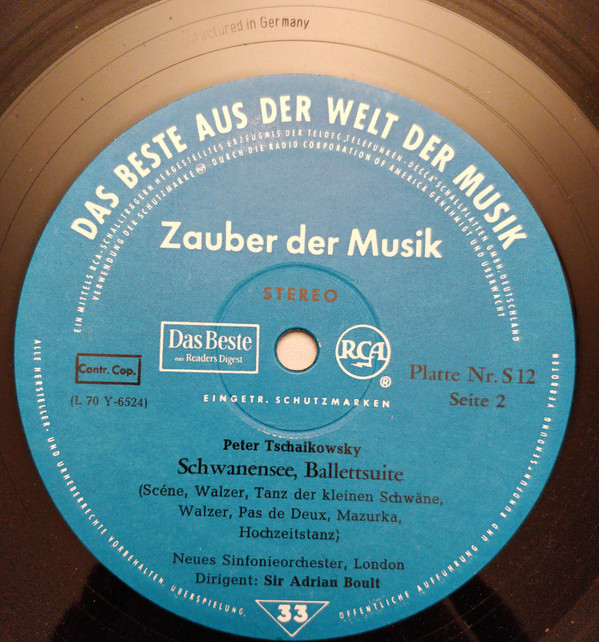 factured in Germany
DAS BESTE AUS DER WELT DER MUSIK
EIN MITTELS RCA-SCHALLTRÄGERN HERGESTELLTES ERZEUGNIS DER TELDEC „TELEFUNKEN-DECCA“ SCHALLPLATTEN GMBH·DEUTSCHLAND
VERWENDUNG DER SCHUTZMARKE RCA DURCH DIE RADIO CORPORATION OF AMERICA GENEHMIGT UND ÜBERWACHT
Zauber der Musik
STEREO
Das Beste
aus Readers Digest
RCA
®
Contr. Cop.
Platte Nr. S 12
(L 70 Y-6524)
Seite 2
EINGETR. SCHUTZMARKEN
Peter Tschaikowsky
Schwanensee, Ballettsuite
(Scéne, Walzer, Tanz der kleinen Schwäne,
Walzer, Pas de Deux, Mazurka,
Hochzeitstanz)
Neues Sinfonieorchester, London
Dirigent: Sir Adrian Boult
33
ALLE HERSTELLER- UND URHEBERRECHTE VORBEHALTEN. ÜBERSPIELUNG, ÖFFENTLICHE AUFFÜHRUNG UND RUNDFUNKSENDUNG VERBOTEN